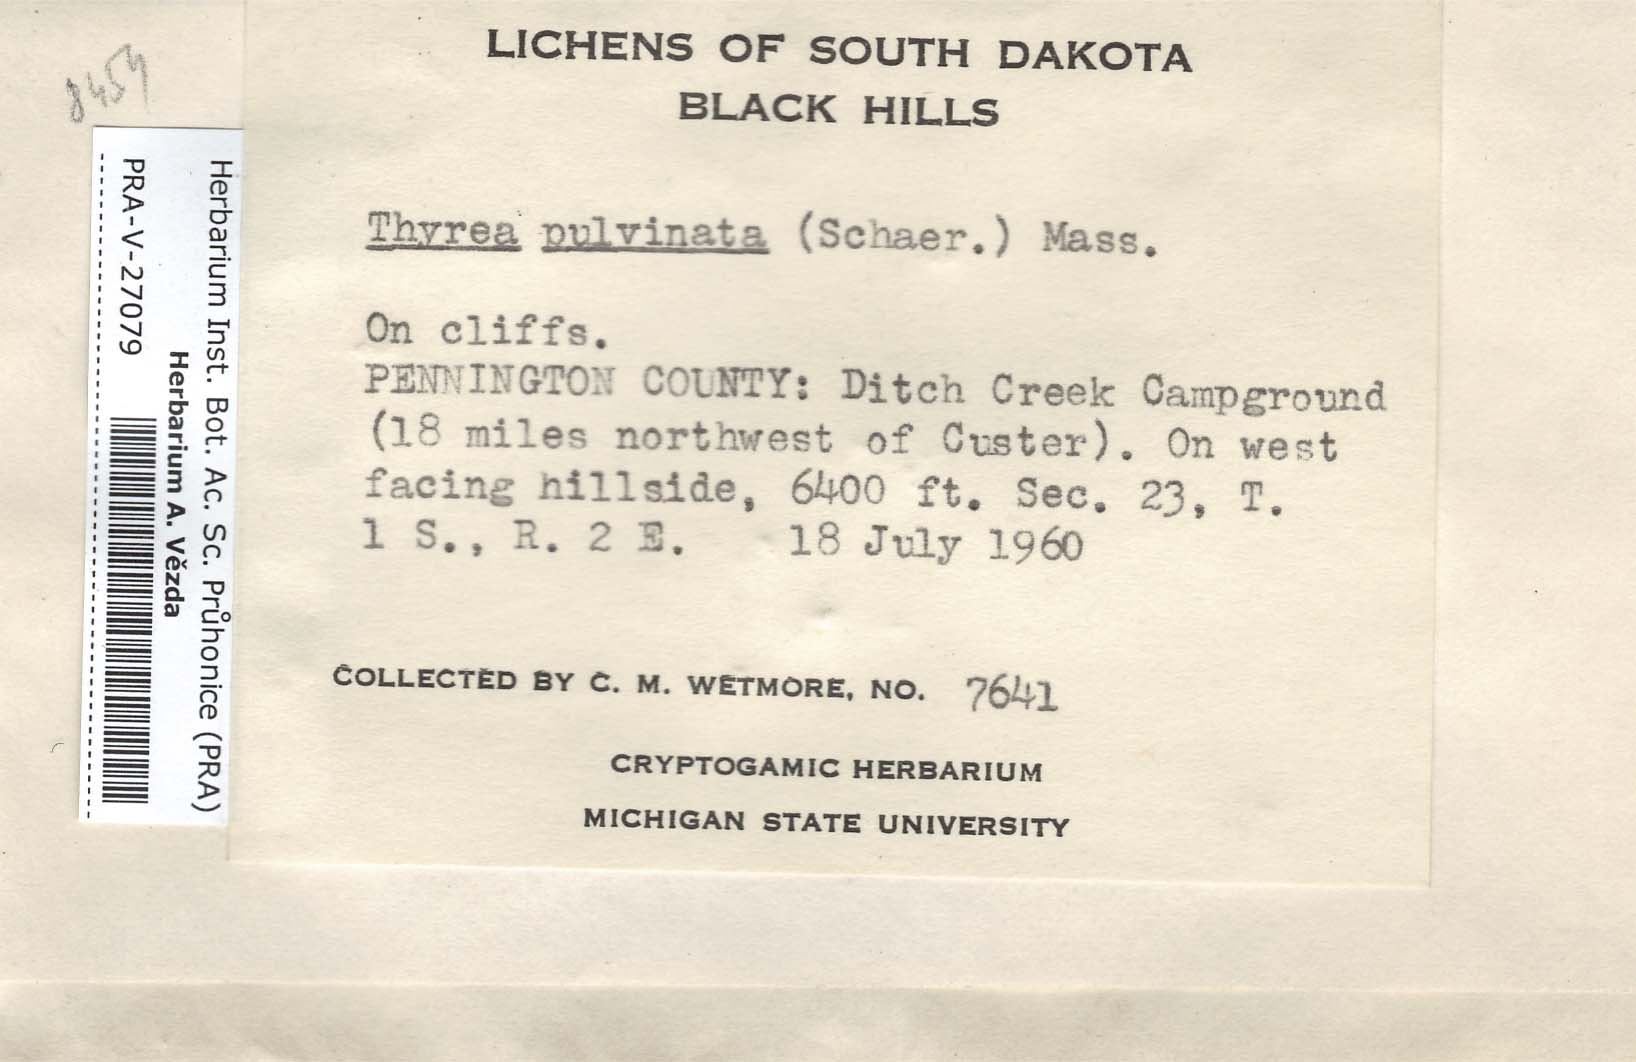 LICHENS OF SOUTH DAKOTA
BLACK HILLS
Thyrea pulvinata (Schaer.) Mass.
On cliffs.
PENNINGTON COUNTY: Ditch Creek Campground
(18 miles northwest of Custer). On west
facing hillside, 6400 ft. Sec. 23, T.
1 S., R. 2 E. 18 July 1960
COLLECTED BY C. M. WETMORE, NO. 7641
CRYPTOGAMIC HERBARIUM
MICHIGAN STATE UNIVERSITY
8454
Herbarium Inst. Bot. Ac. Sc. Průhonice (PRA)
Herbarium A. Vězda
PRA-V-27079